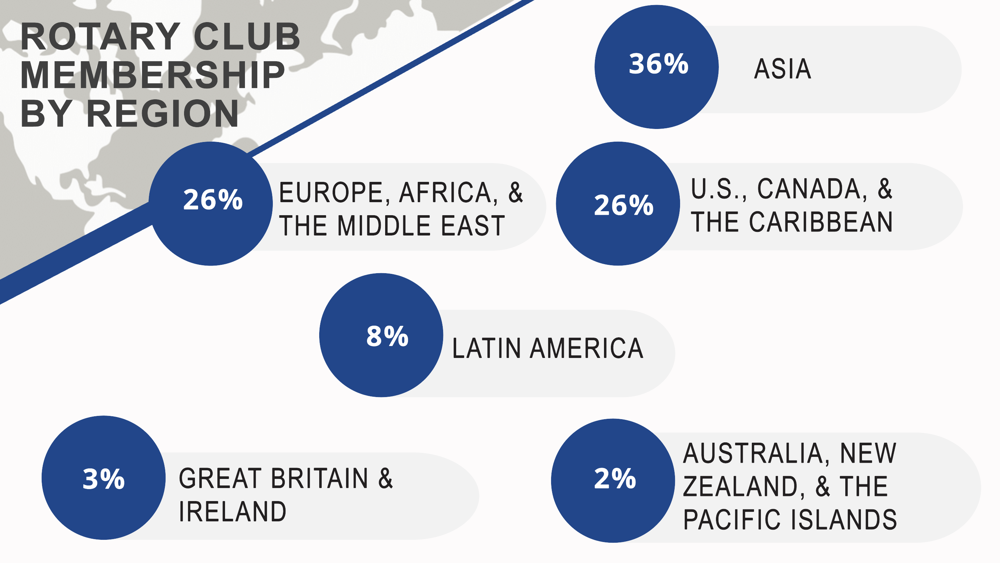 ROTARY CLUB
MEMBERSHIP
BY REGION
36%
ASIA
26%
EUROPE, AFRICA, &
THE MIDDLE EAST
26%
U.S., CANADA, &
THE CARIBBEAN
8%
LATIN AMERICA
3%
GREAT BRITAIN &
IRELAND
2%
AUSTRALIA, NEW
ZEALAND, & THE
PACIFIC ISLANDS